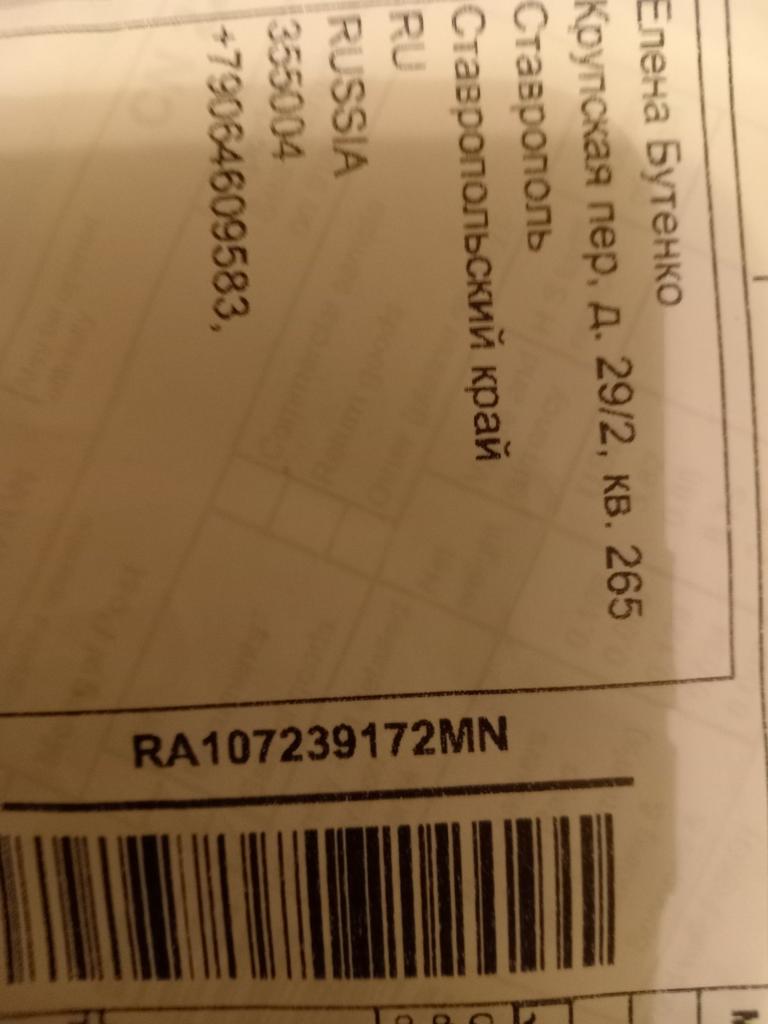 Елена Бутенко
Крупская пер, д. 29/2, кв. 265
Ставрополь
Ставропольский край
RU
RUSSIA
355004
+79064609583,
RA107239172MN